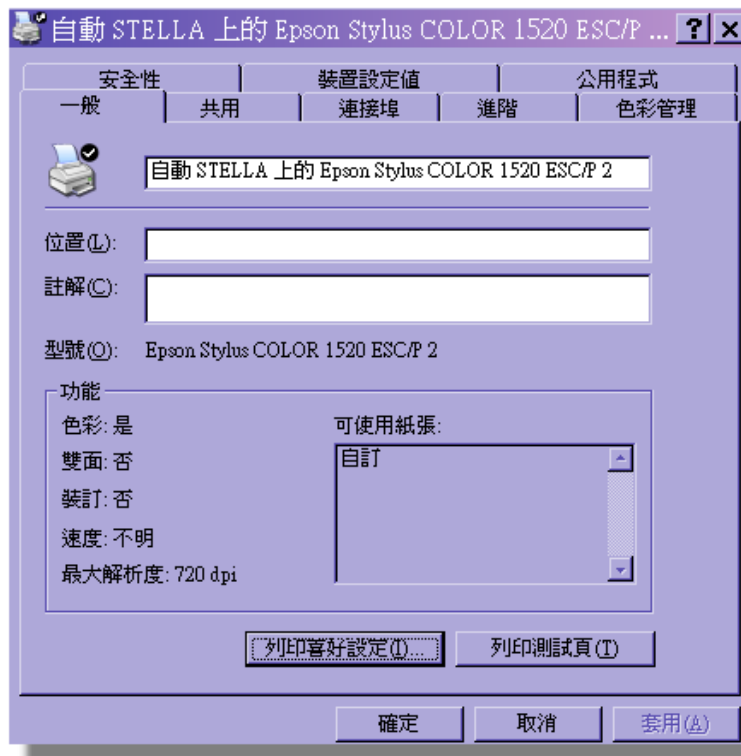 自動 STELLA 上的 Epson Stylus COLOR 1520 ESC/P ...
安全性 裝置設定值 公用程式
一般 共用 連接埠 進階 色彩管理
自動 STELLA 上的 Epson Stylus COLOR 1520 ESC/P 2
位置(L):
註解(C):
型號(O): Epson Stylus COLOR 1520 ESC/P 2
功能
色彩: 是 可使用紙張:
雙面: 否 自訂
裝訂: 否
速度: 不明
最大解析度: 720 dpi
列印喜好設定(I)... 列印測試頁(T)
確定 取消 套用(A)